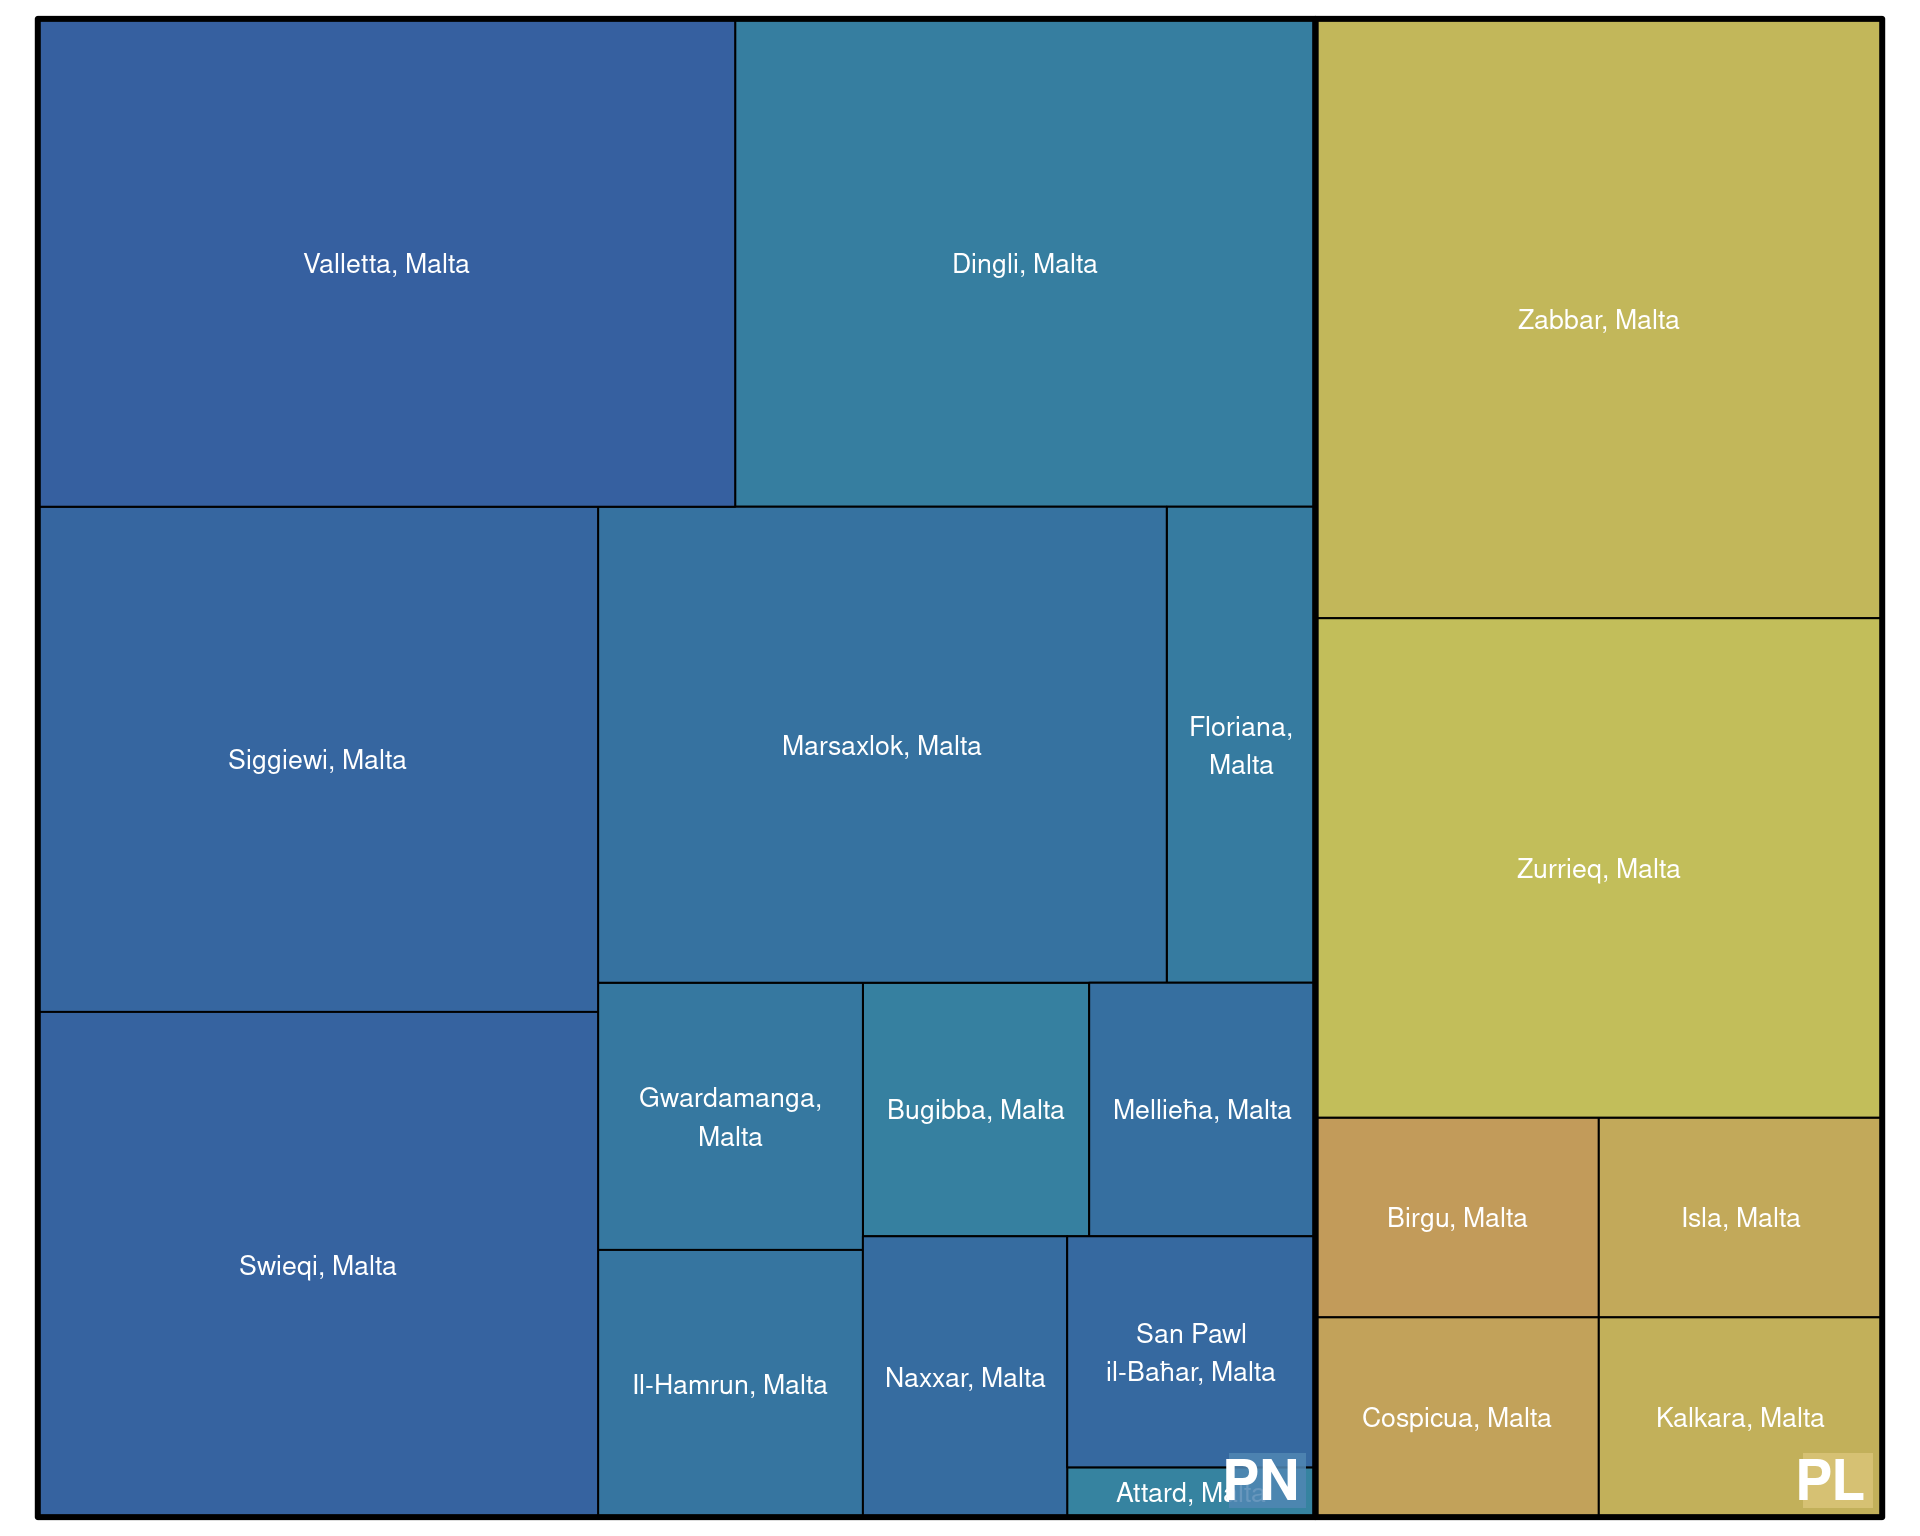 Valletta, Malta
Dingli, Malta
Zabbar, Malta
Siggiewi, Malta
Marsaxlok, Malta
Floriana,
Malta
Zurrieq, Malta
Swieqi, Malta
Gwardamanga,
Malta
Bugibba, Malta
Mellieħa, Malta
Il-Hamrun, Malta
Naxxar, Malta
San Pawl
il-Baħar, Malta
Attard, Malta
PN
Birgu, Malta
Isla, Malta
Cospicua, Malta
Kalkara, Malta
PL